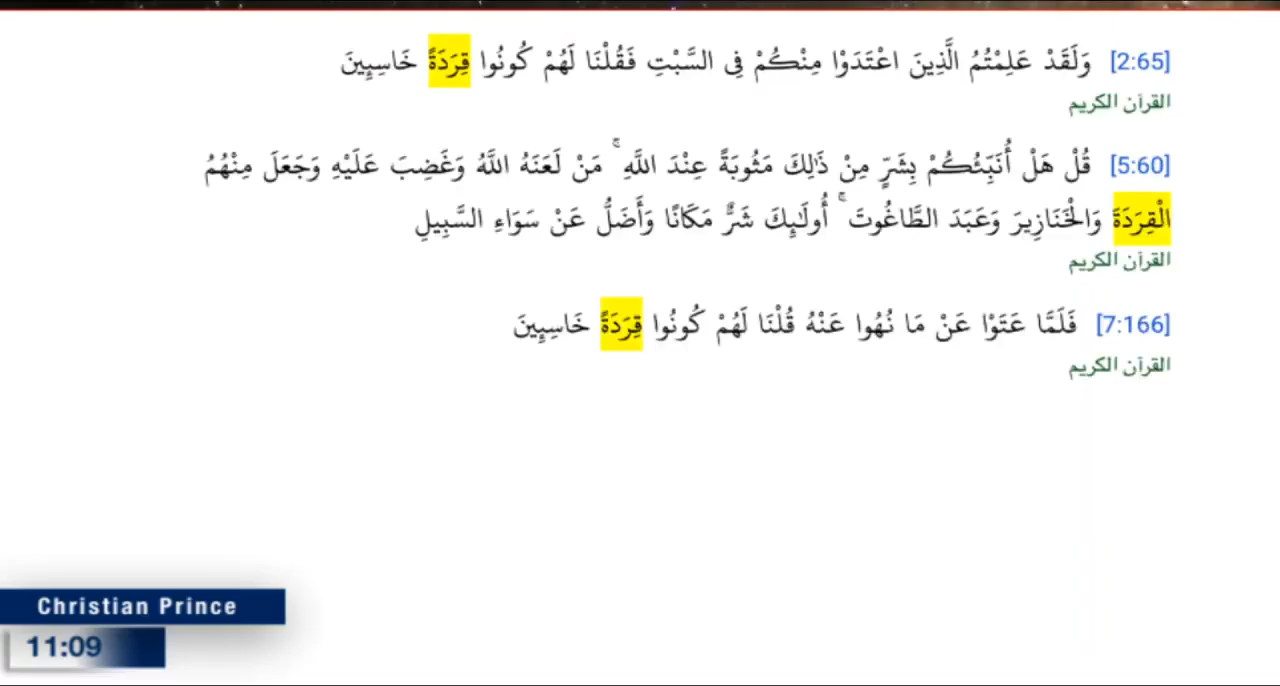 [2:65] وَلَقَدْ عَلِمْتُمُ الَّذِينَ اعْتَدَوْا مِنْكُمْ فِي السَّبْتِ فَقُلْنَا لَهُمْ كُونُوا قِرَدَةً خَاسِئِينَ
القرآن الكريم
[5:60] قُلْ هَلْ أُنَبِّئُكُمْ بِشَرٍّ مِنْ ذَٰلِكَ مَثُوبَةً عِنْدَ اللَّهِ ۚ مَنْ لَعَنَهُ اللَّهُ وَغَضِبَ عَلَيْهِ وَجَعَلَ مِنْهُمُ
الْقِرَدَةَ وَالْخَنَازِيرَ وَعَبَدَ الطَّاغُوتَ ۚ أُولَٰئِكَ شَرٌّ مَكَانًا وَأَضَلُّ عَنْ سَوَاءِ السَّبِيلِ
القرآن الكريم
[7:166] فَلَمَّا عَتَوْا عَنْ مَا نُهُوا عَنْهُ قُلْنَا لَهُمْ كُونُوا قِرَدَةً خَاسِئِينَ
القرآن الكريم
Christian Prince
11:09